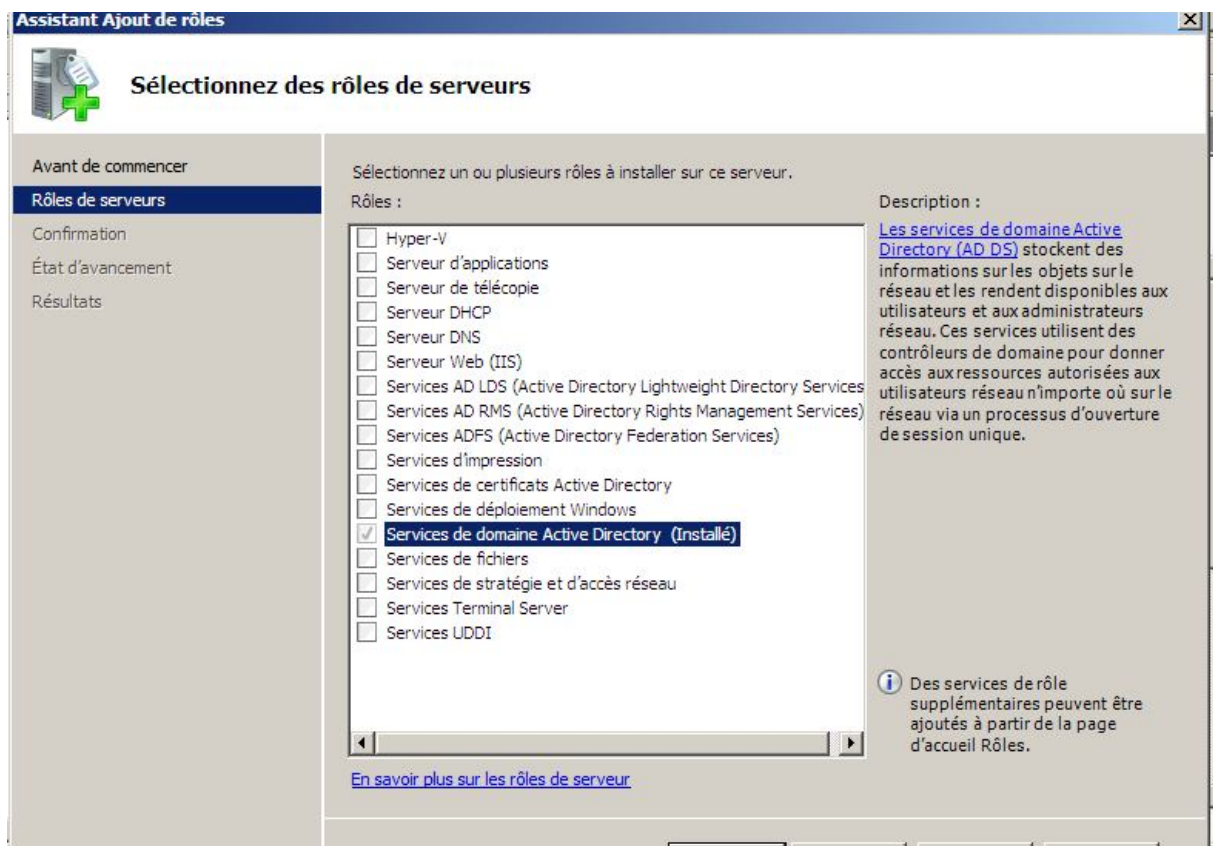 Assistant Ajout de rôles
Sélectionnez des rôles de serveurs
Avant de commencer
Rôles de serveurs
Confirmation
État d'avancement
Résultats
Sélectionnez un ou plusieurs rôles à installer sur ce serveur.
Rôles :
Hyper-V
Serveur d'applications
Serveur de télécopie
Serveur DHCP
Serveur DNS
Serveur Web (IIS)
Services AD LDS (Active Directory Lightweight Directory Services
Services AD RMS (Active Directory Rights Management Services)
Services ADFS (Active Directory Federation Services)
Services d'impression
Services de certificats Active Directory
Services de déploiement Windows
Services de domaine Active Directory (Installé)
Services de fichiers
Services de stratégie et d'accès réseau
Services Terminal Server
Services UDDI
En savoir plus sur les rôles de serveur
Description :
Les services de domaine Active
Directory (AD DS) stockent des
informations sur les objets sur le
réseau et les rendent disponibles aux
utilisateurs et aux administrateurs
réseau. Ces services utilisent des
contrôleurs de domaine pour donner
accès aux ressources autorisées aux
utilisateurs réseau n'importe où sur le
réseau via un processus d'ouverture
de session unique.
Des services de rôle
supplémentaires peuvent être
ajoutés à partir de la page
d'accueil Rôles.